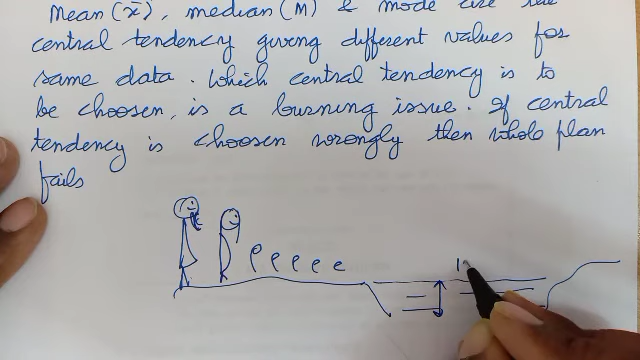 Mean (x̄), median (M) & mode are the
central tendency giving different values for
same data. Which central tendency is to
be choosen, is a burning issue. If central
tendency is choosen wrongly then whole plan
fails